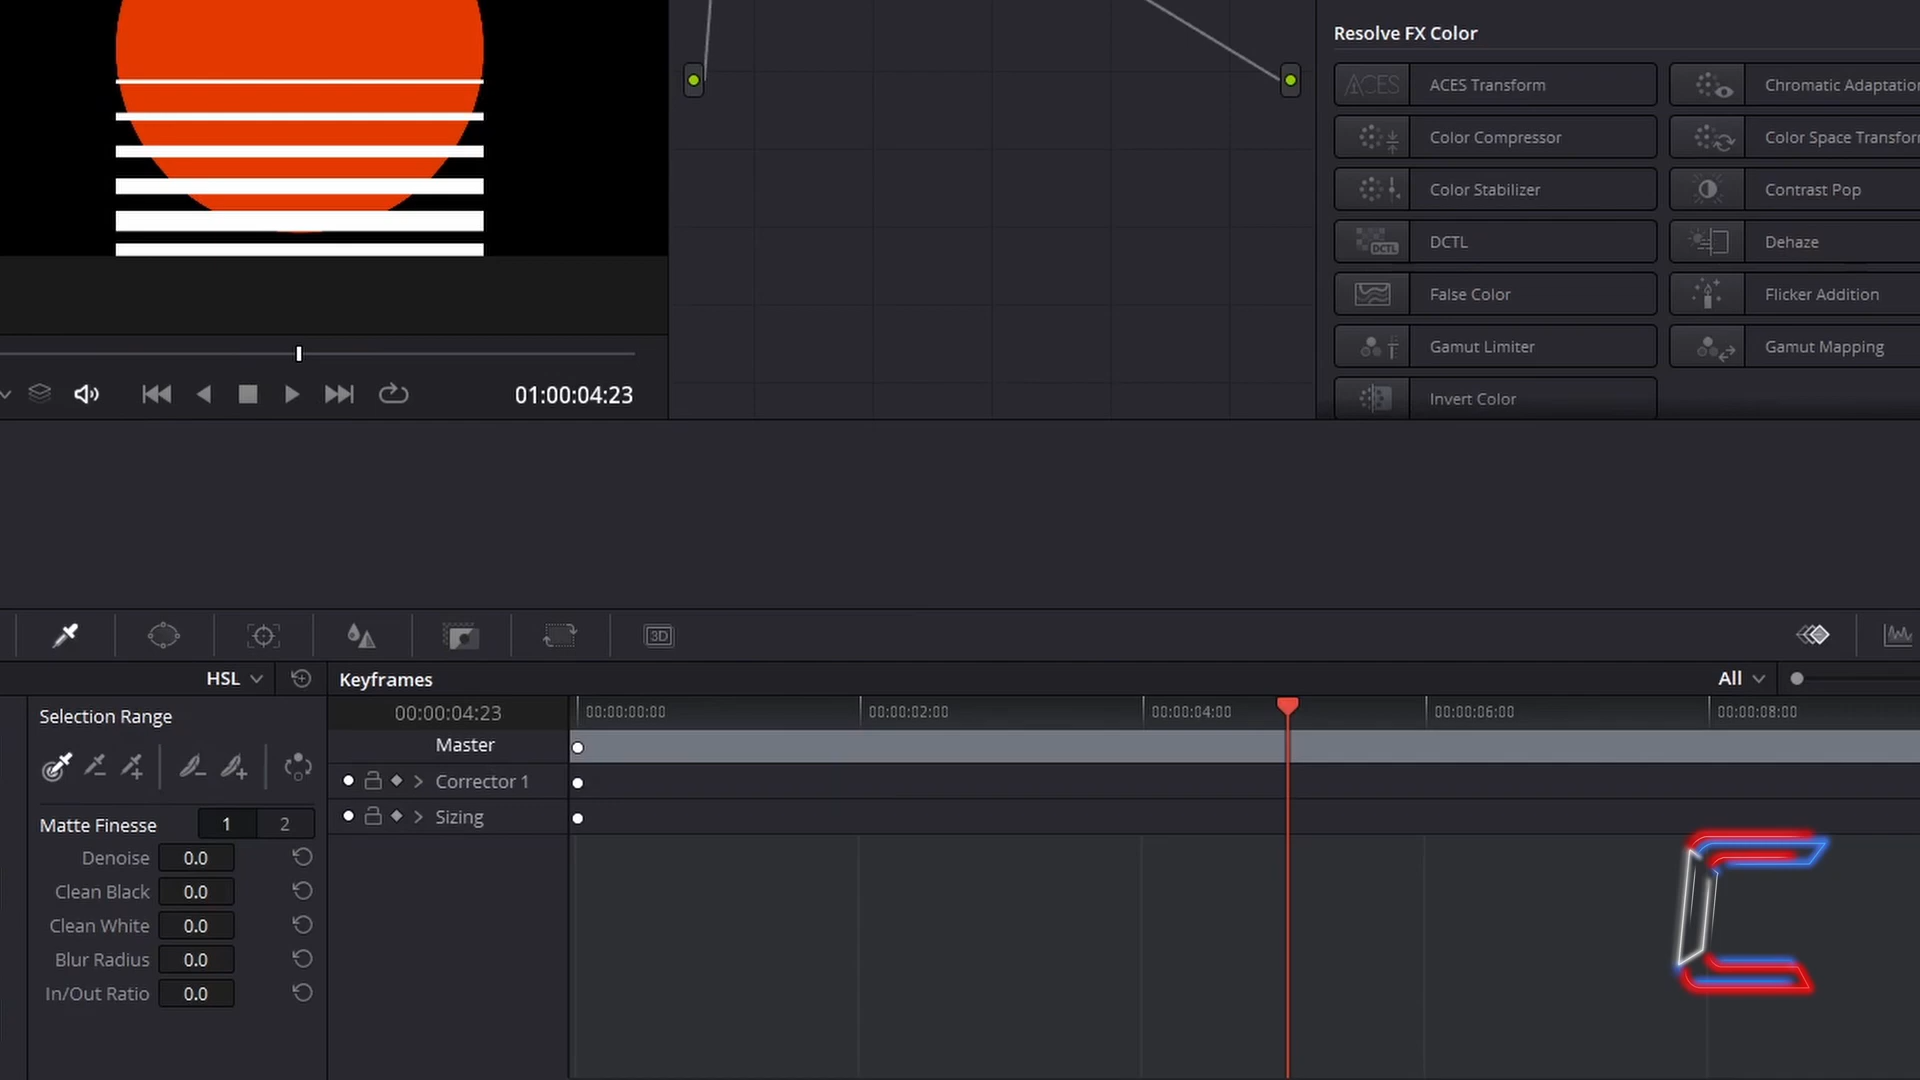 Resolve FX Color
ACES
ACES Transform
Color Compressor
Chromatic
Color Space
Color Stabilizer
Contrast Pop
DCTL
DCTL
Dehaze
False Color
Flicker Addition
Gamut Limiter
Gamut Mapping
Invert Color
01:00:04:23
3D
HSL
Keyframes
All
Selection Range
00:00:04:23
00:00:00:00
00:00:02:00
00:00:04:00
00:00:06:00
00:00:08:00
Master
Corrector 1
Sizing
Matte Finesse
1
2
Denoise
0.0
Clean Black
0.0
Clean White
0.0
Blur Radius
0.0
In/Out Ratio
0.0
C